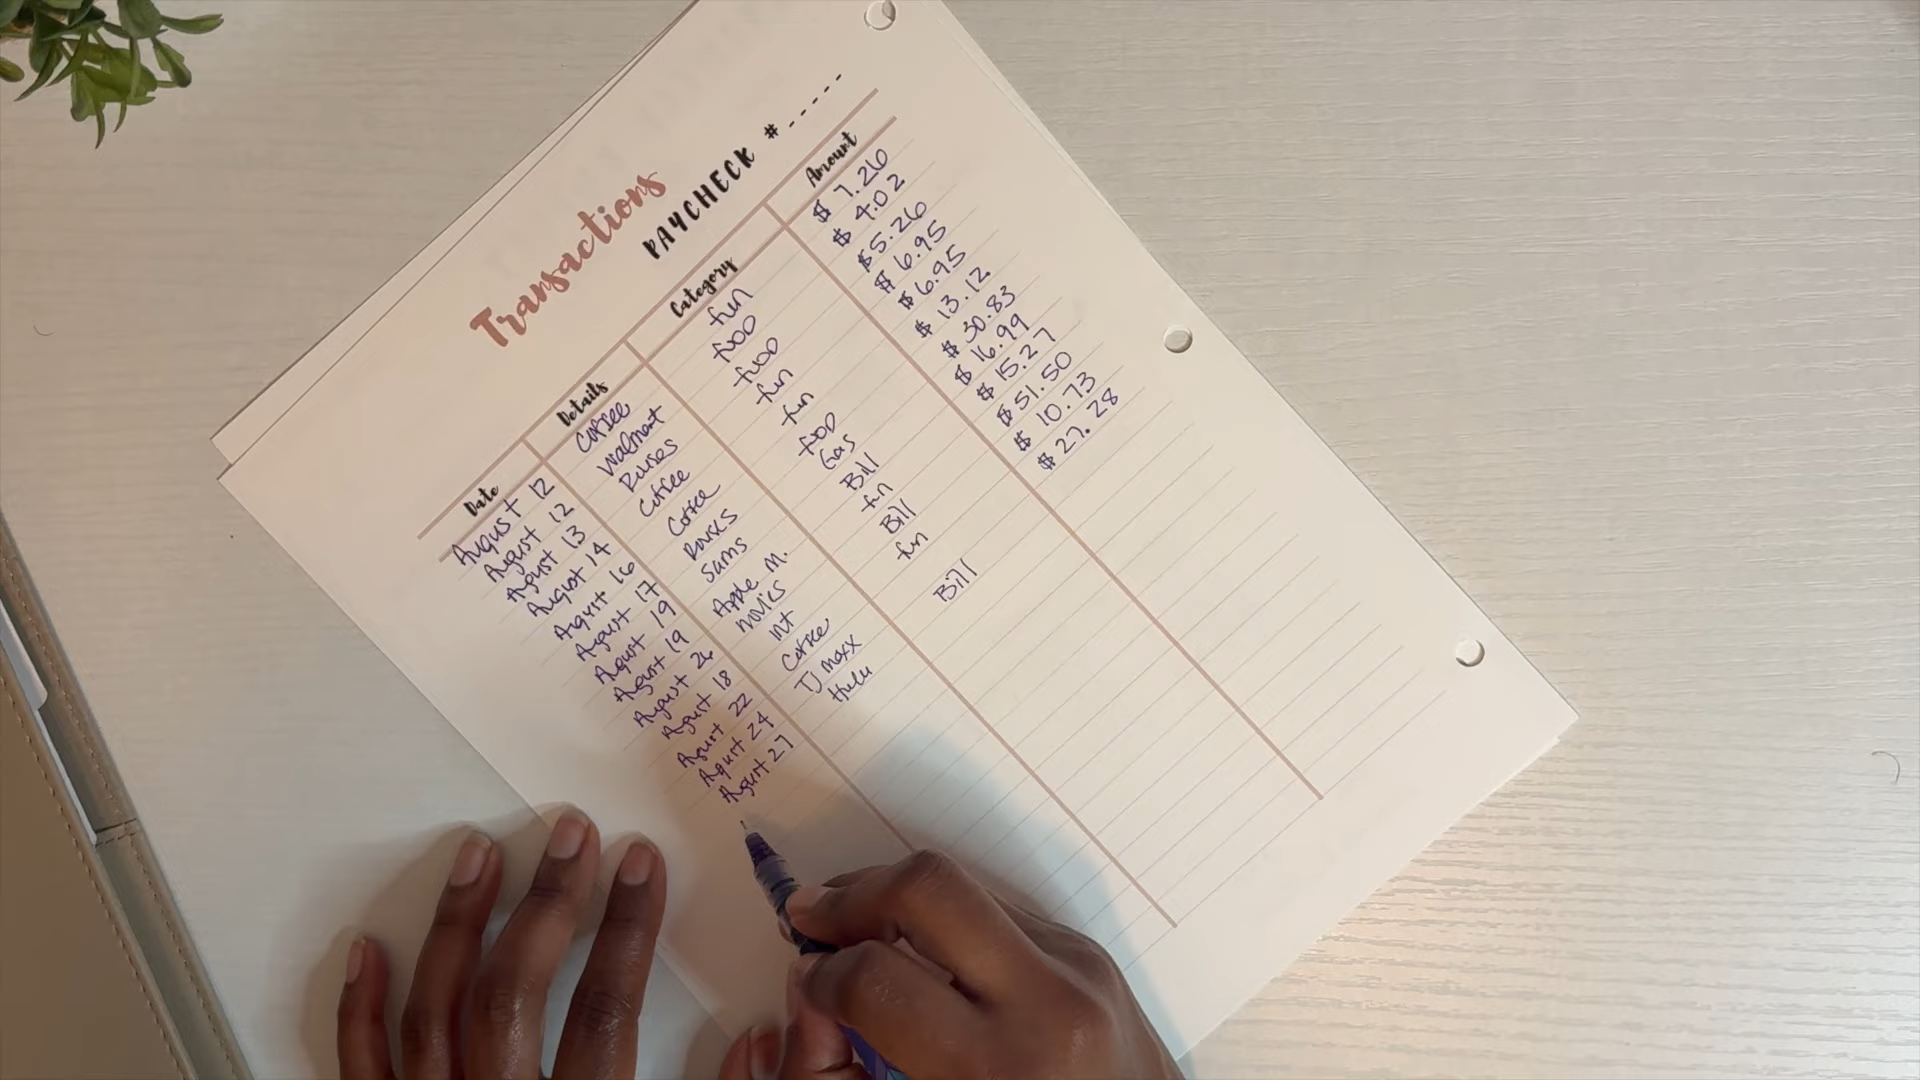 Transactions
PAYCHECK #
Date Details Category Amount
August 12 Coffee fun $ 7.26
August 12 Walmart food $ 4.02
August 13 Rouses food $5.26
August 14 Coffee fun $ 6.95
August 16 Coffee fun $6.95
August 17 Rouses food $ 13.12
August 19 Sams Gas $ 30.83
August 19 Apple M. Bill $ 16.99
August 26 Movies fun $ 15.27
August 18 Int Bill $51.50
August 22 Coffee fun $ 10.73
August 24 TJ Maxx $27.28
August 27 Hulu Bill